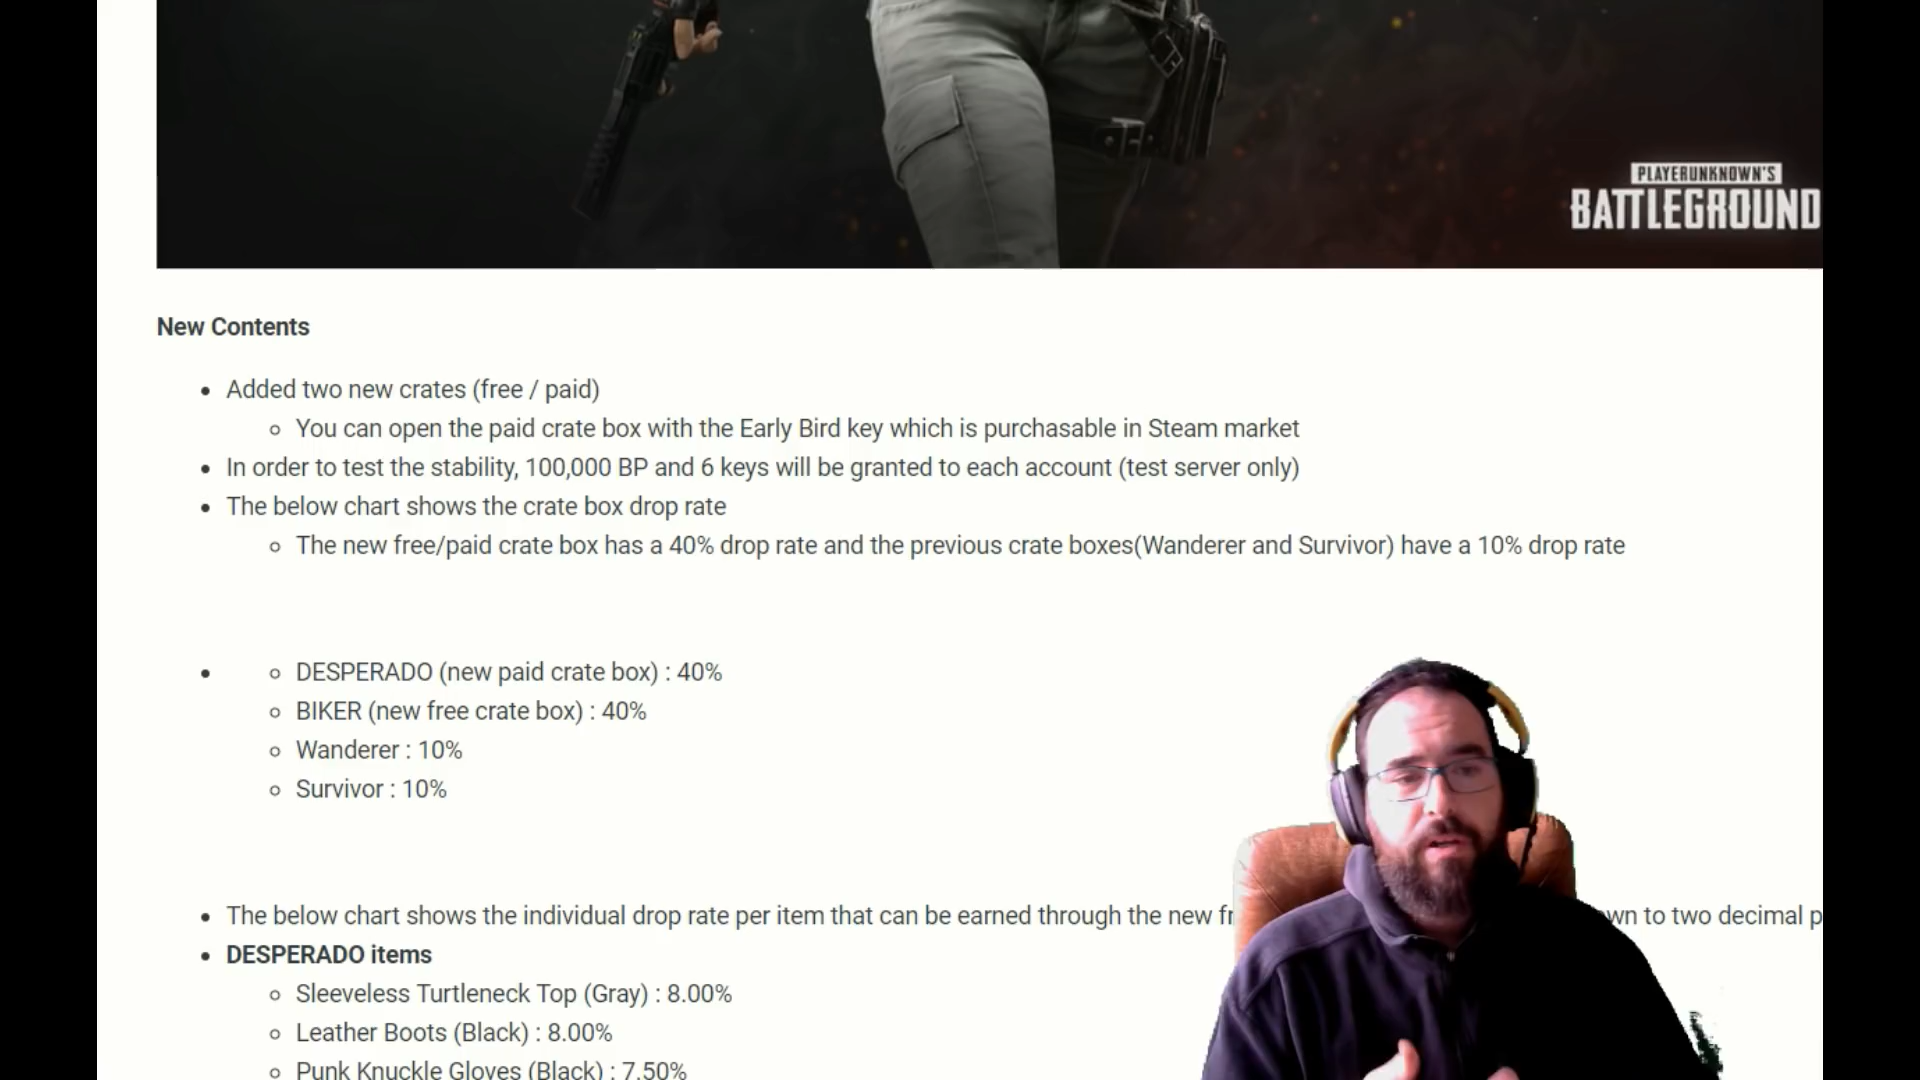 PLAYERUNKNOWN'S
BATTLEGROUND
New Contents
• Added two new crates (free / paid)
○ You can open the paid crate box with the Early Bird key which is purchasable in Steam market
• In order to test the stability, 100,000 BP and 6 keys will be granted to each account (test server only)
• The below chart shows the crate box drop rate
○ The new free/paid crate box has a 40% drop rate and the previous crate boxes(Wanderer and Survivor) have a 10% drop rate
• ○ DESPERADO (new paid crate box) : 40%
○ BIKER (new free crate box) : 40%
○ Wanderer : 10%
○ Survivor : 10%
• The below chart shows the individual drop rate per item that can be earned through the new to two decimal
• DESPERADO items
○ Sleeveless Turtleneck Top (Gray) : 8.00%
○ Leather Boots (Black) : 8.00%
○ Punk Knuckle Gloves (Black) : 7.50%